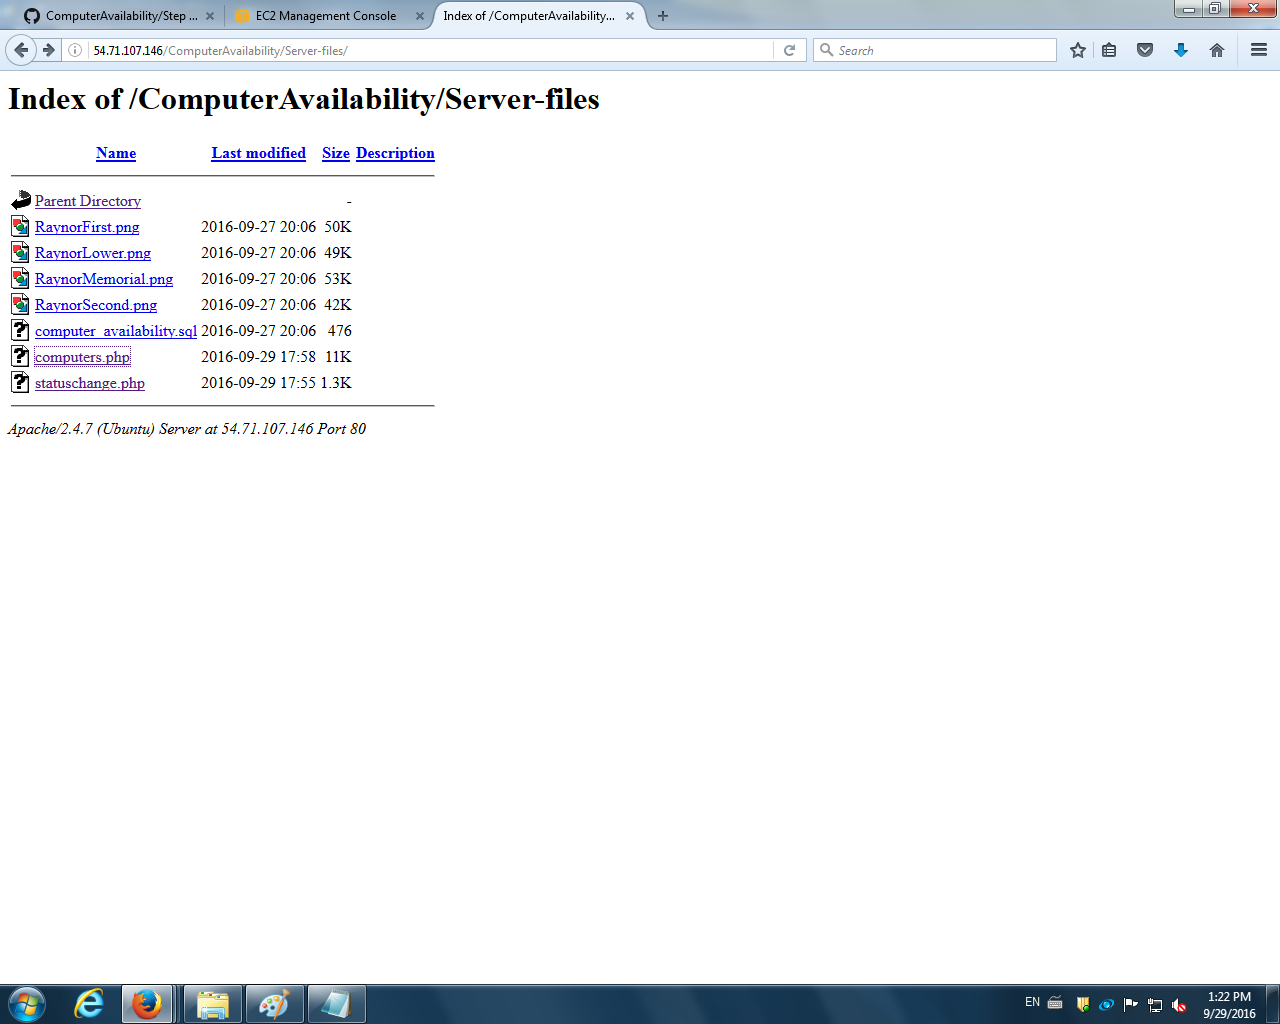 ComputerAvailability/Step ...
EC2 Management Console
Index of /ComputerAvailability...
54.71.107.146/ComputerAvailability/Server-files/
Search
Index of /ComputerAvailability/Server-files
Name Last modified Size Description
Parent Directory -
RaynorFirst.png 2016-09-27 20:06 50K
RaynorLower.png 2016-09-27 20:06 49K
RaynorMemorial.png 2016-09-27 20:06 53K
RaynorSecond.png 2016-09-27 20:06 42K
computer_availability.sql 2016-09-27 20:06 476
computers.php 2016-09-29 17:58 11K
statuschange.php 2016-09-29 17:55 1.3K
Apache/2.4.7 (Ubuntu) Server at 54.71.107.146 Port 80
EN
1:22 PM
9/29/2016